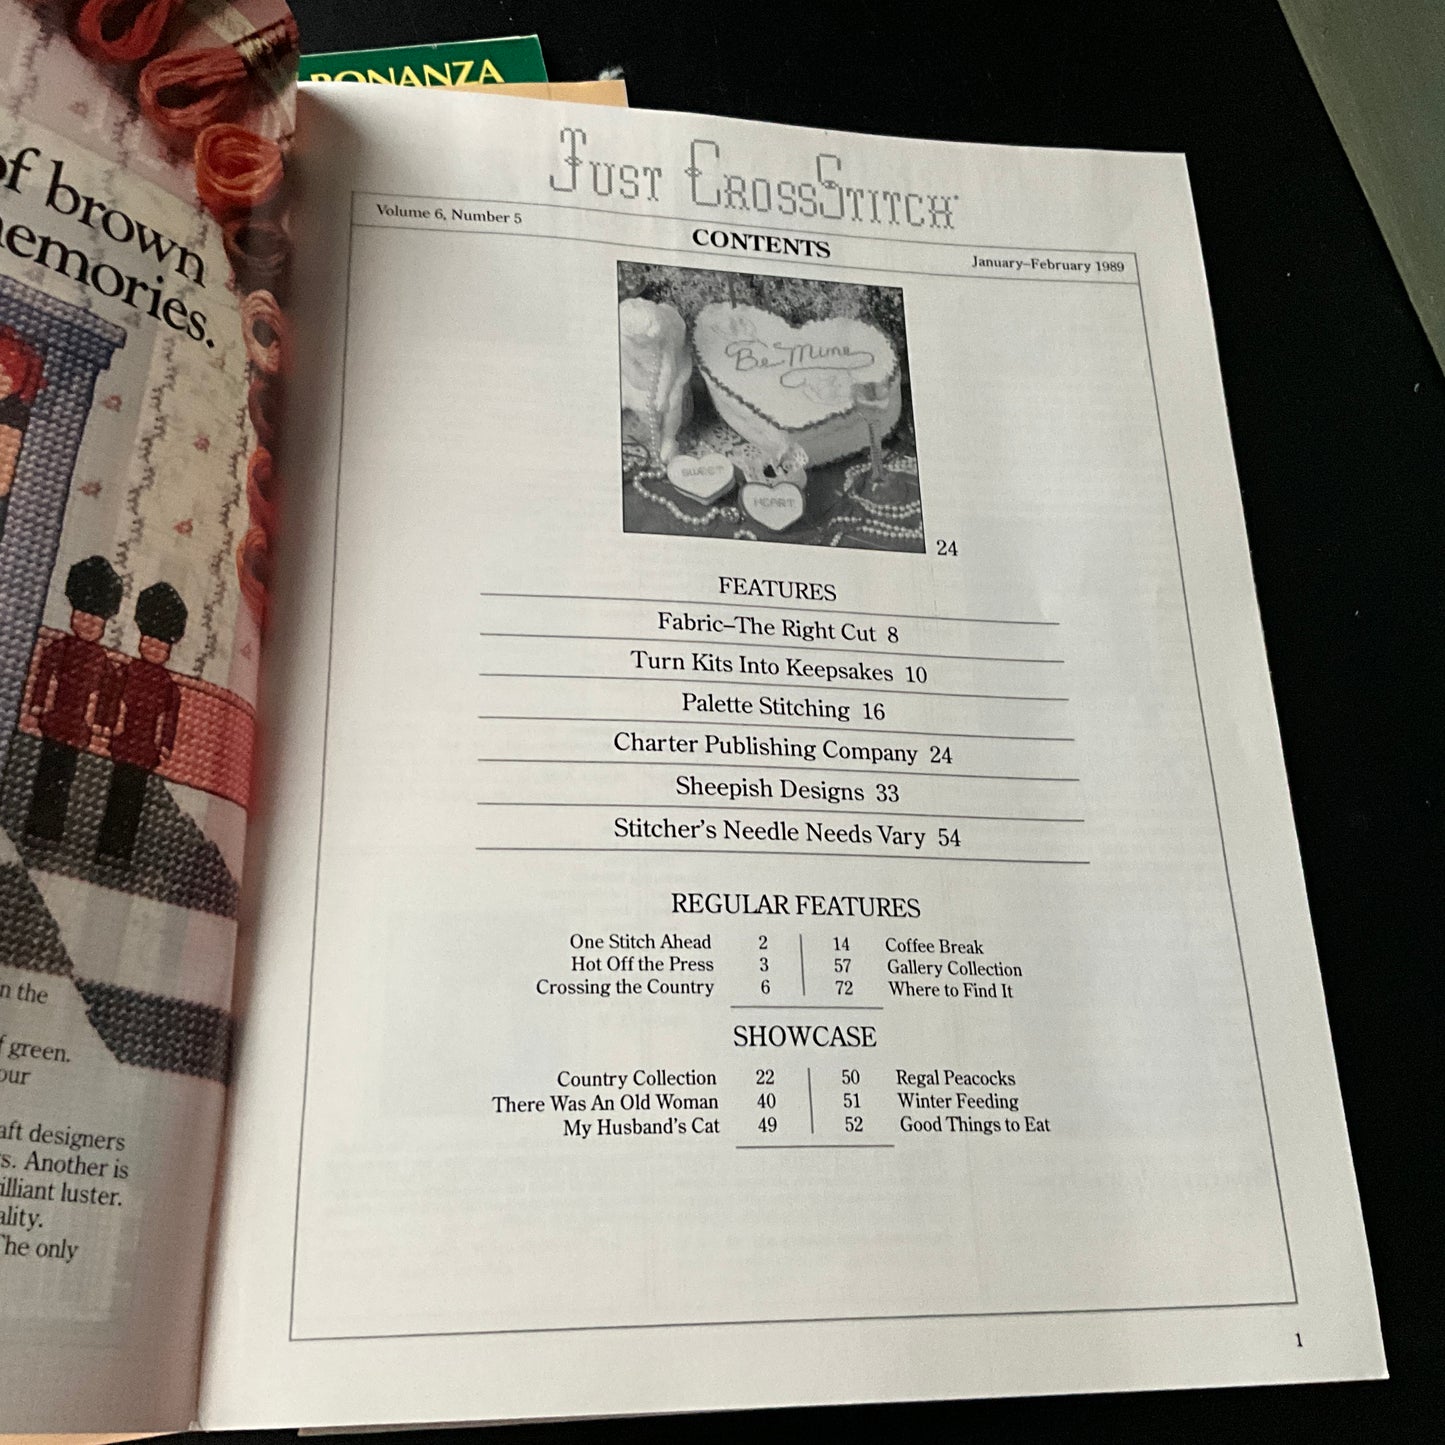 BONANZA
of brown
memories.
n the
f green.
our
aft designers
s. Another is
illiant luster.
ality.
The only
JUST CROSSSTITCH
Volume 6, Number 5
CONTENTS
January–February 1989
Be Mine
SWEET
HEART
24
FEATURES
Fabric–The Right Cut 8
Turn Kits Into Keepsakes 10
Palette Stitching 16
Charter Publishing Company 24
Sheepish Designs 33
Stitcher's Needle Needs Vary 54
REGULAR FEATURES
One Stitch Ahead 2 14 Coffee Break
Hot Off the Press 3 57 Gallery Collection
Crossing the Country 6 72 Where to Find It
SHOWCASE
Country Collection 22 50 Regal Peacocks
There Was An Old Woman 40 51 Winter Feeding
My Husband's Cat 49 52 Good Things to Eat
1